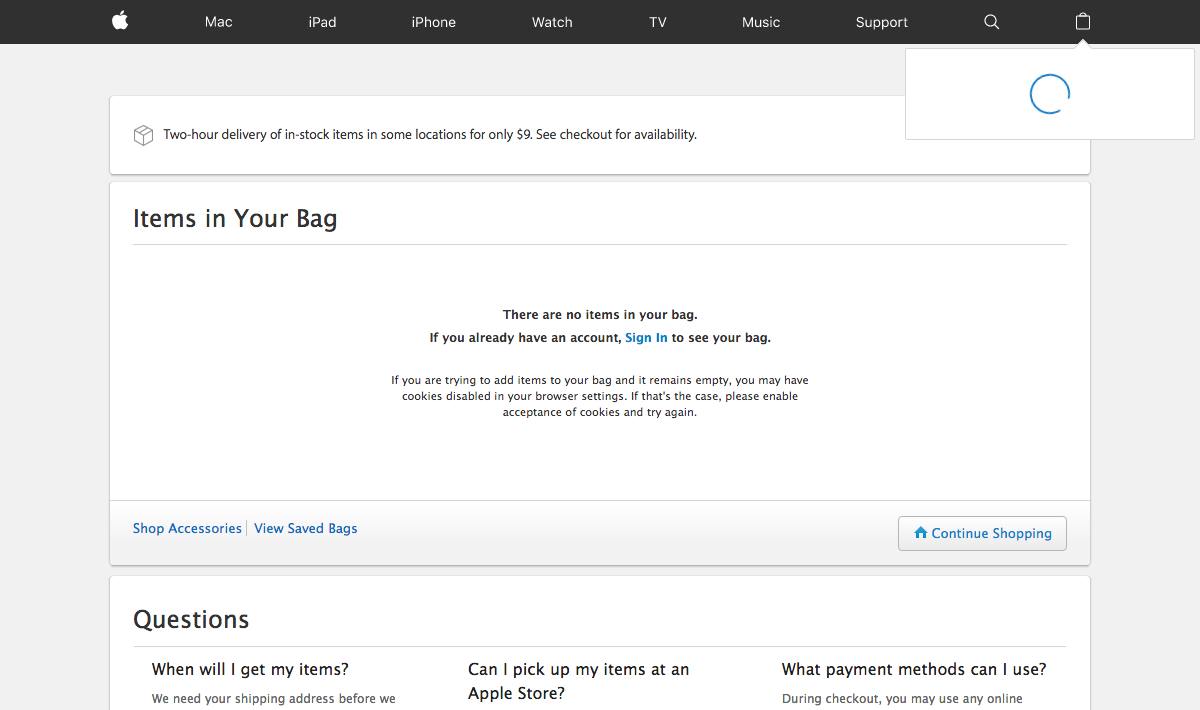 Mac iPad iPhone Watch TV Music Support
Two-hour delivery of in-stock items in some locations for only $9. See checkout for availability.
Items in Your Bag
There are no items in your bag.
If you already have an account, Sign In to see your bag.
If you are trying to add items to your bag and it remains empty, you may have
cookies disabled in your browser settings. If that's the case, please enable
acceptance of cookies and try again.
Shop Accessories View Saved Bags
Continue Shopping
Questions
When will I get my items?
We need your shipping address before we
Can I pick up my items at an
Apple Store?
What payment methods can I use?
During checkout, you may use any online